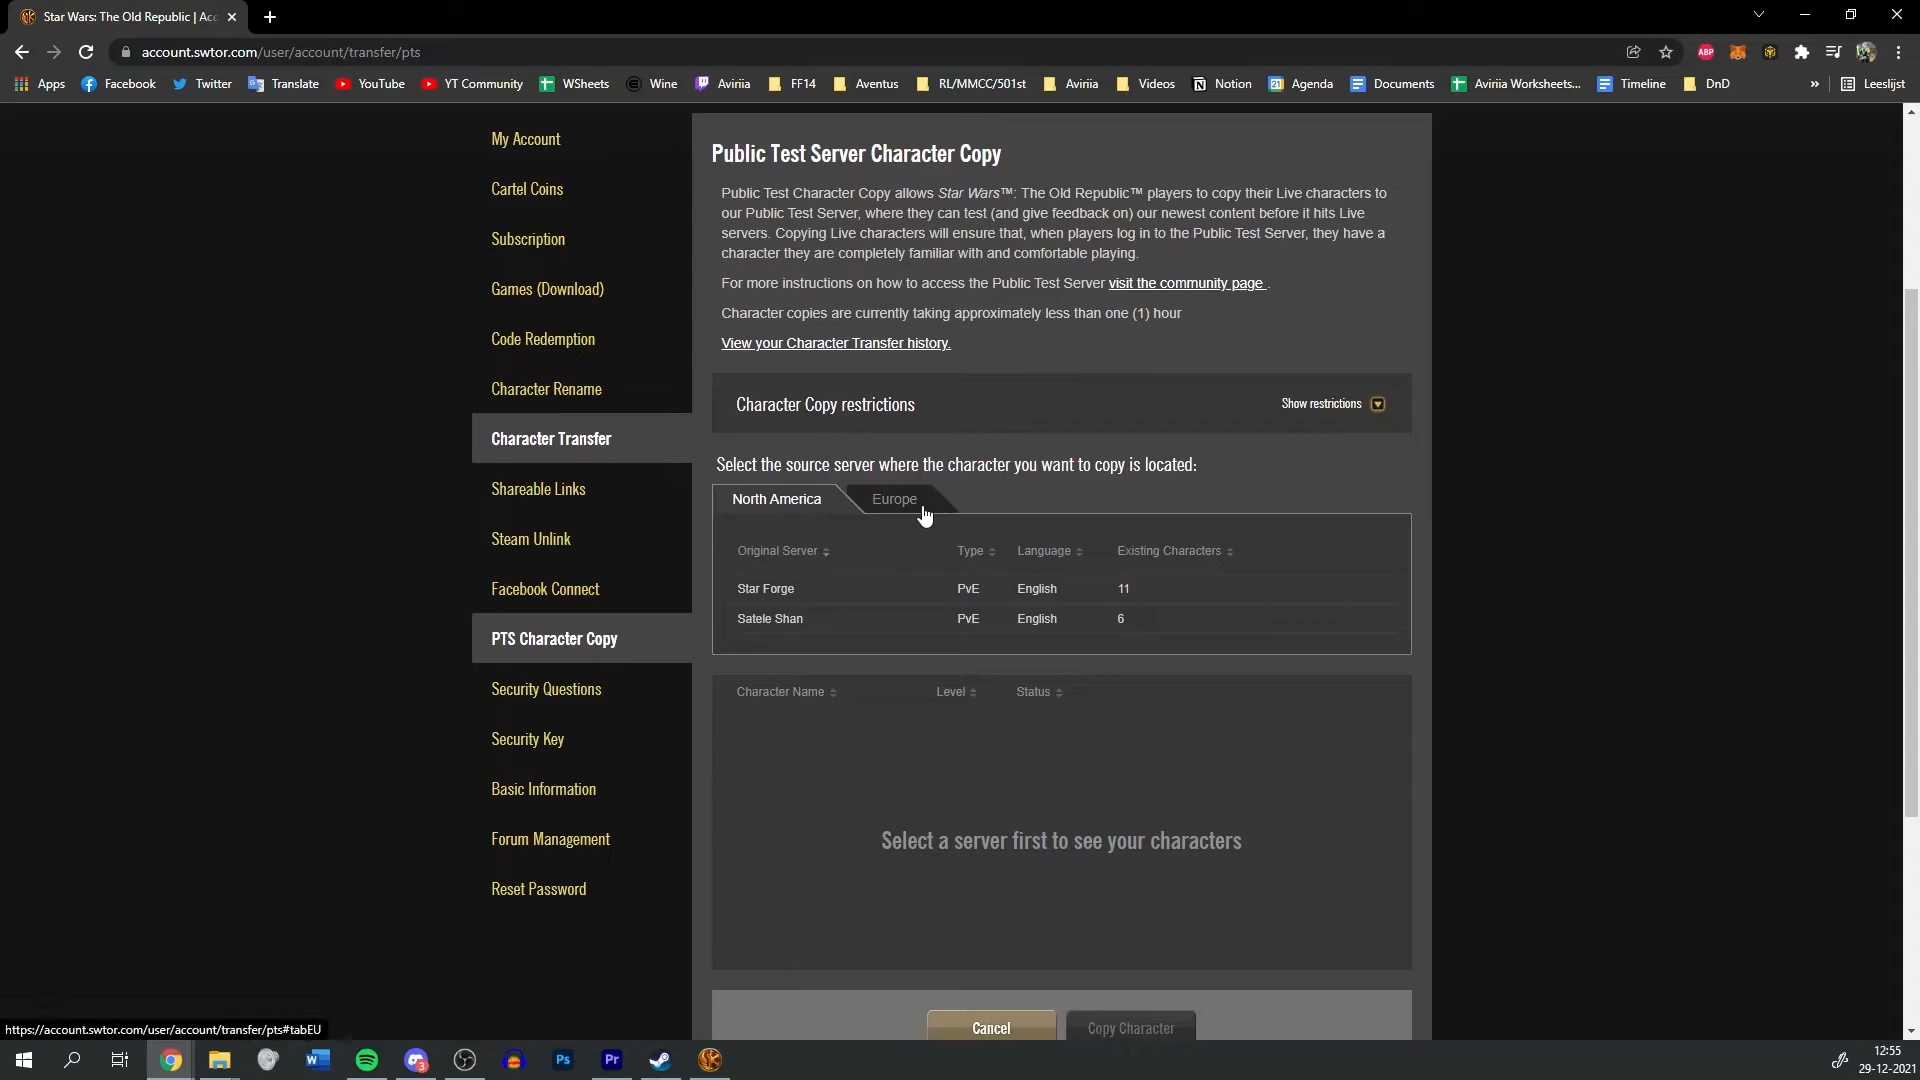 Star Wars: The Old Republic | Acc
account.swtor.com/user/account/transfer/pts
ABP
Apps
Facebook
Twitter
Translate
YouTube
YT Community
WSheets
Wine
Aviriia
FF14
Aventus
RL/MMCC/501st
Aviriia
Videos
Notion
Agenda
Documents
Aviriia Worksheets...
Timeline
DnD
»
Leeslijst
My Account
Cartel Coins
Subscription
Games (Download)
Code Redemption
Character Rename
Character Transfer
Shareable Links
Steam Unlink
Facebook Connect
PTS Character Copy
Security Questions
Security Key
Basic Information
Forum Management
Reset Password
Public Test Server Character Copy
Public Test Character Copy allows Star Wars™: The Old Republic™ players to copy their Live characters to
our Public Test Server, where they can test (and give feedback on) our newest content before it hits Live
servers. Copying Live characters will ensure that, when players log in to the Public Test Server, they have a
character they are completely familiar with and comfortable playing.
For more instructions on how to access the Public Test Server visit the community page .
Character copies are currently taking approximately less than one (1) hour
View your Character Transfer history.
Character Copy restrictions
Show restrictions
Select the source server where the character you want to copy is located:
North America
Europe
Original Server Type Language Existing Characters
Star Forge PvE English 11
Satele Shan PvE English 6
Character Name Level Status
Select a server first to see your characters
Cancel
Copy Character
https://account.swtor.com/user/account/transfer/pts#tabEU
Ps
Pr
12:55
29-12-2021